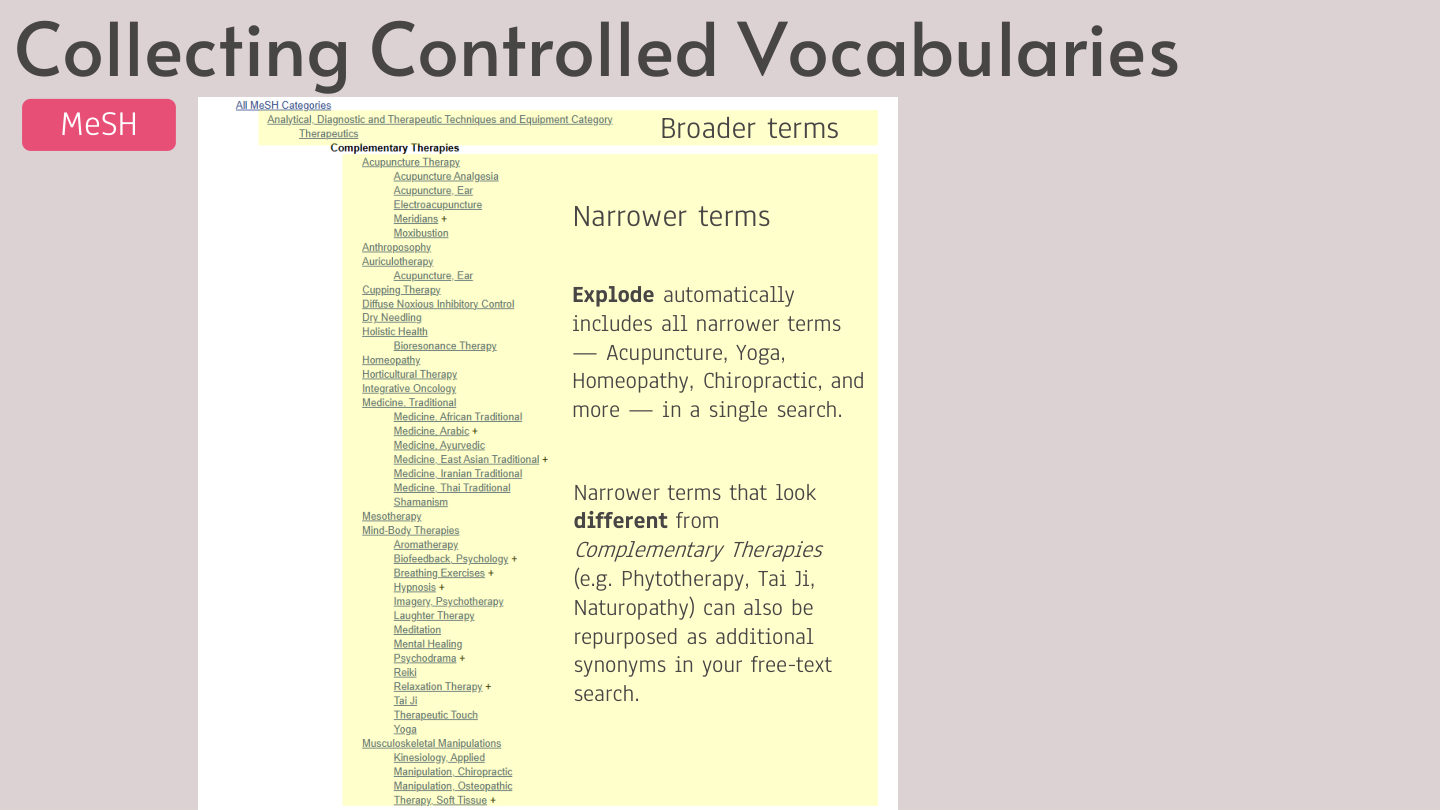 Collecting Controlled Vocabularies
MeSH
All MeSH Categories
Analytical, Diagnostic and Therapeutic Techniques and Equipment Category
Therapeutics
Broader terms
Complementary Therapies
Acupuncture Therapy
Acupuncture Analgesia
Acupuncture, Ear
Electroacupuncture
Meridians +
Moxibustion
Anthroposophy
Auriculotherapy
Acupuncture, Ear
Cupping Therapy
Diffuse Noxious Inhibitory Control
Dry Needling
Holistic Health
Bioresonance Therapy
Homeopathy
Horticultural Therapy
Integrative Oncology
Medicine, Traditional
Medicine, African Traditional
Medicine, Arabic +
Medicine, Ayurvedic
Medicine, East Asian Traditional +
Medicine, Iranian Traditional
Medicine, Thai Traditional
Shamanism
Mesotherapy
Mind-Body Therapies
Aromatherapy
Biofeedback, Psychology +
Breathing Exercises +
Hypnosis +
Imagery, Psychotherapy
Laughter Therapy
Meditation
Mental Healing
Psychodrama +
Reiki
Relaxation Therapy +
Tai Ji
Therapeutic Touch
Yoga
Musculoskeletal Manipulations
Kinesiology, Applied
Manipulation, Chiropractic
Manipulation, Osteopathic
Therapy, Soft Tissue +
Narrower terms
Explode automatically
includes all narrower terms
— Acupuncture, Yoga,
Homeopathy, Chiropractic, and
more — in a single search.
Narrower terms that look
different from
Complementary Therapies
(e.g. Phytotherapy, Tai Ji,
Naturopathy) can also be
repurposed as additional
synonyms in your free-text
search.